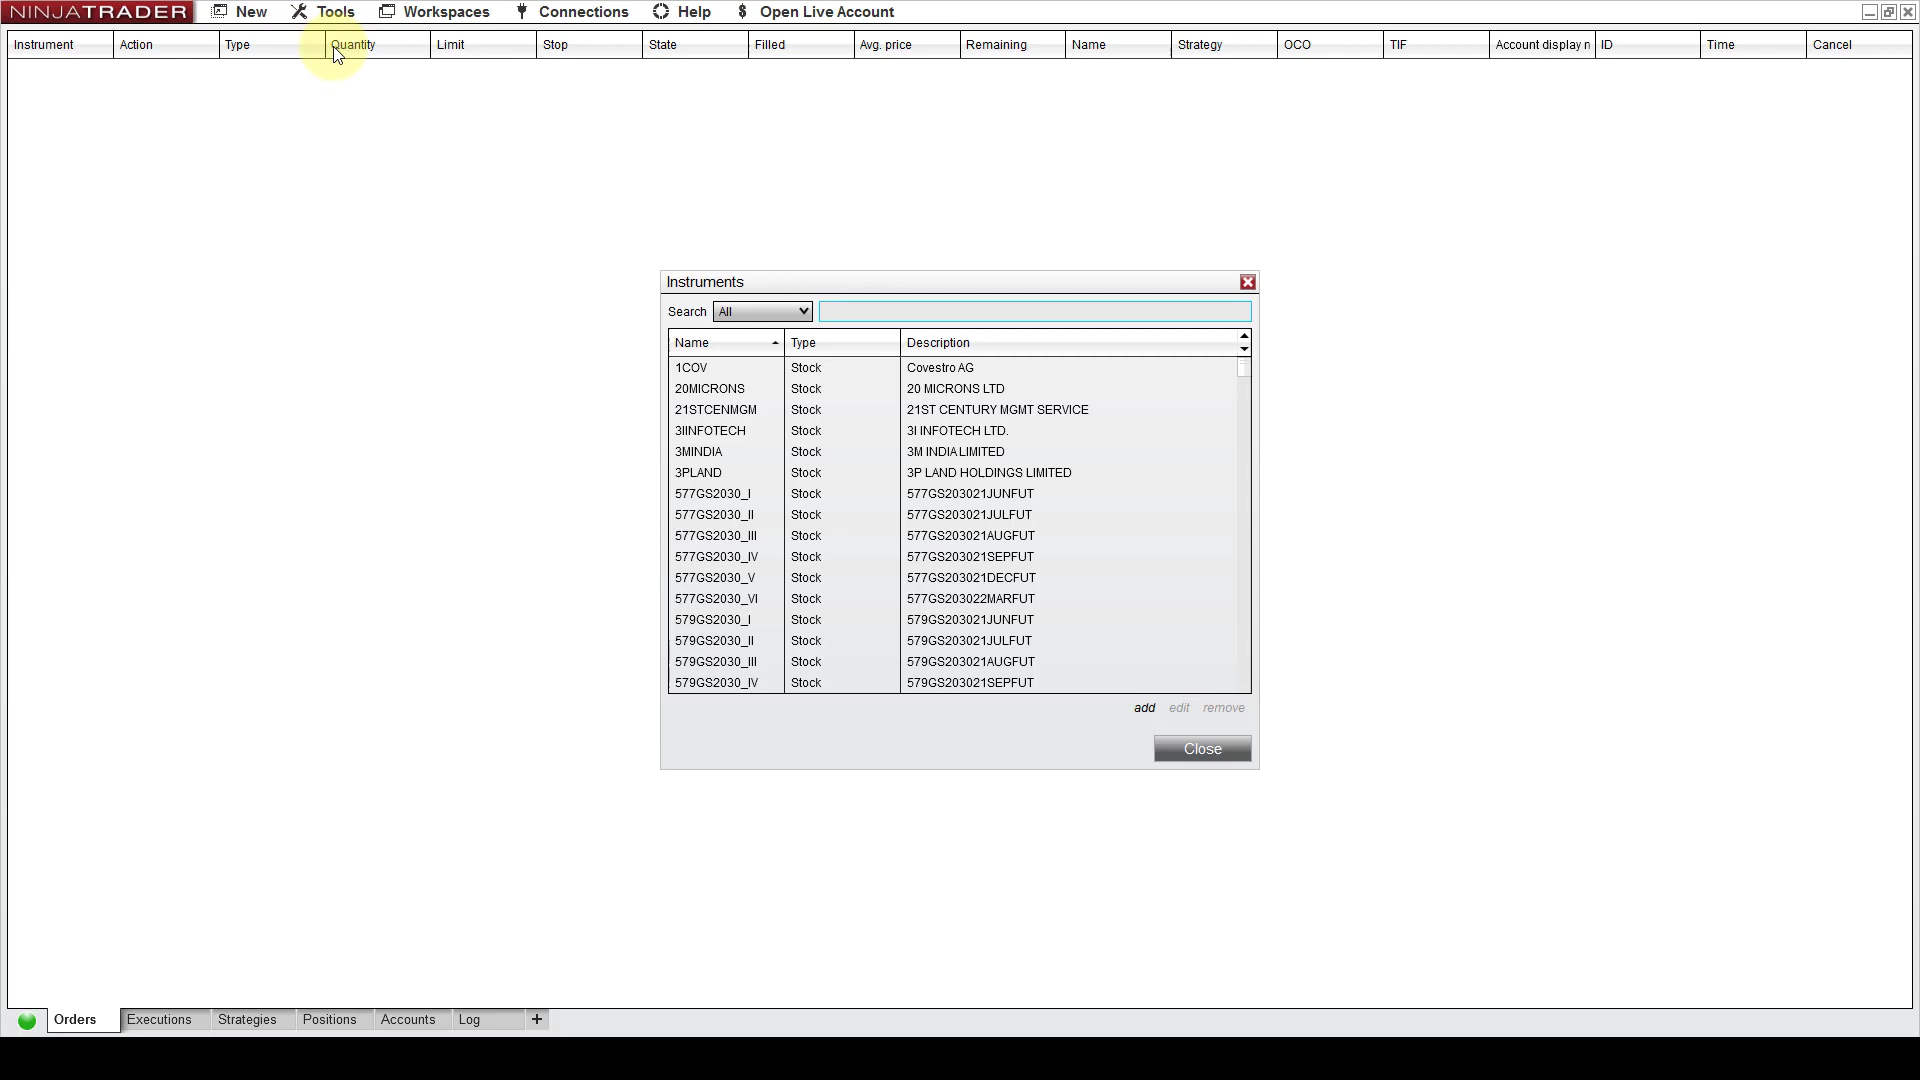 NINJATRADER New Tools Workspaces Connections Help $ Open Live Account
Instrument Action Type Quantity Limit Stop State Filled Avg. price Remaining Name Strategy OCO TIF Account display n ID Time Cancel
Instruments
Search All
Name Type Description
1COV Stock Covestro AG
20MICRONS Stock 20 MICRONS LTD
21STCENMGM Stock 21ST CENTURY MGMT SERVICE
3IINFOTECH Stock 3I INFOTECH LTD.
3MINDIA Stock 3M INDIA LIMITED
3PLAND Stock 3P LAND HOLDINGS LIMITED
577GS2030_I Stock 577GS203021JUNFUT
577GS2030_II Stock 577GS203021JULFUT
577GS2030_III Stock 577GS203021AUGFUT
577GS2030_IV Stock 577GS203021SEPFUT
577GS2030_V Stock 577GS203021DECFUT
577GS2030_VI Stock 577GS203022MARFUT
579GS2030_I Stock 579GS203021JUNFUT
579GS2030_II Stock 579GS203021JULFUT
579GS2030_III Stock 579GS203021AUGFUT
579GS2030_IV Stock 579GS203021SEPFUT
add edit remove
Close
Orders Executions Strategies Positions Accounts Log +